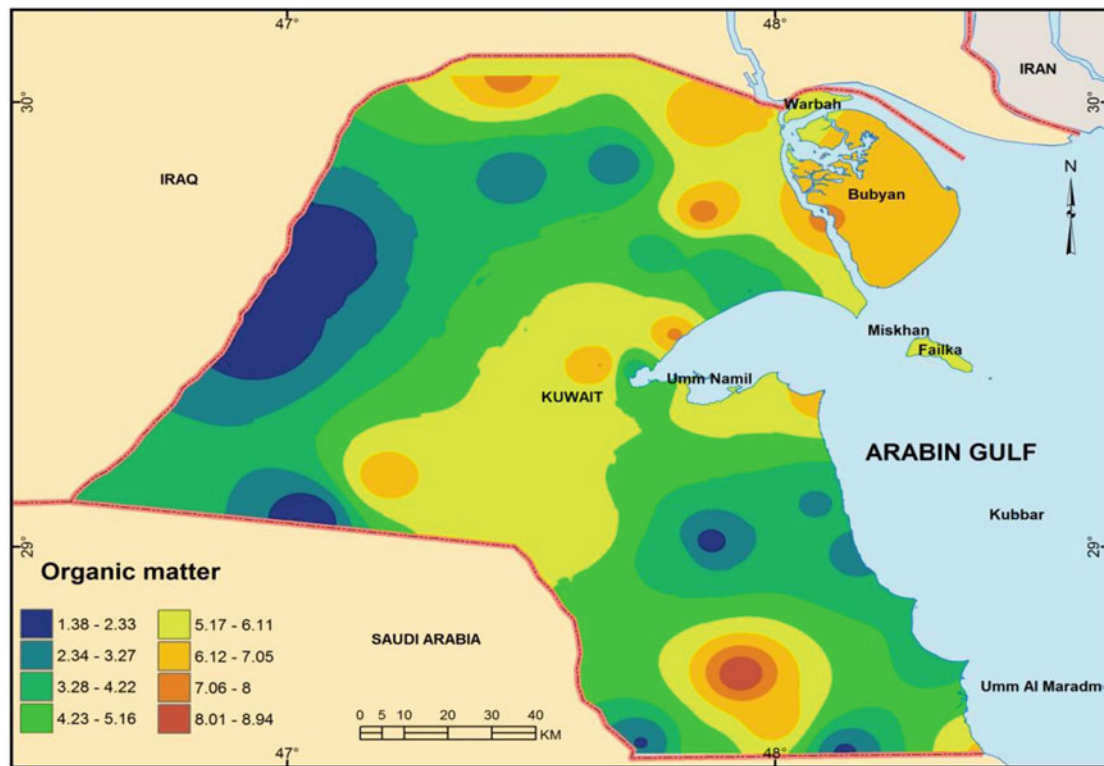 47°
48°
30°
30°
IRAN
Warbah
N
IRAQ
Bubyan
Miskhan
Failka
Umm Namil
KUWAIT
ARABIN GULF
Kubbar
29°
29°
Organic matter
1.38 - 2.33
5.17 - 6.11
2.34 - 3.27
6.12 - 7.05
3.28 - 4.22
7.06 - 8
4.23 - 5.16
8.01 - 8.94
SAUDI ARABIA
Umm Al Maradm
0 5 10 20 30 40
KM
47°
48°